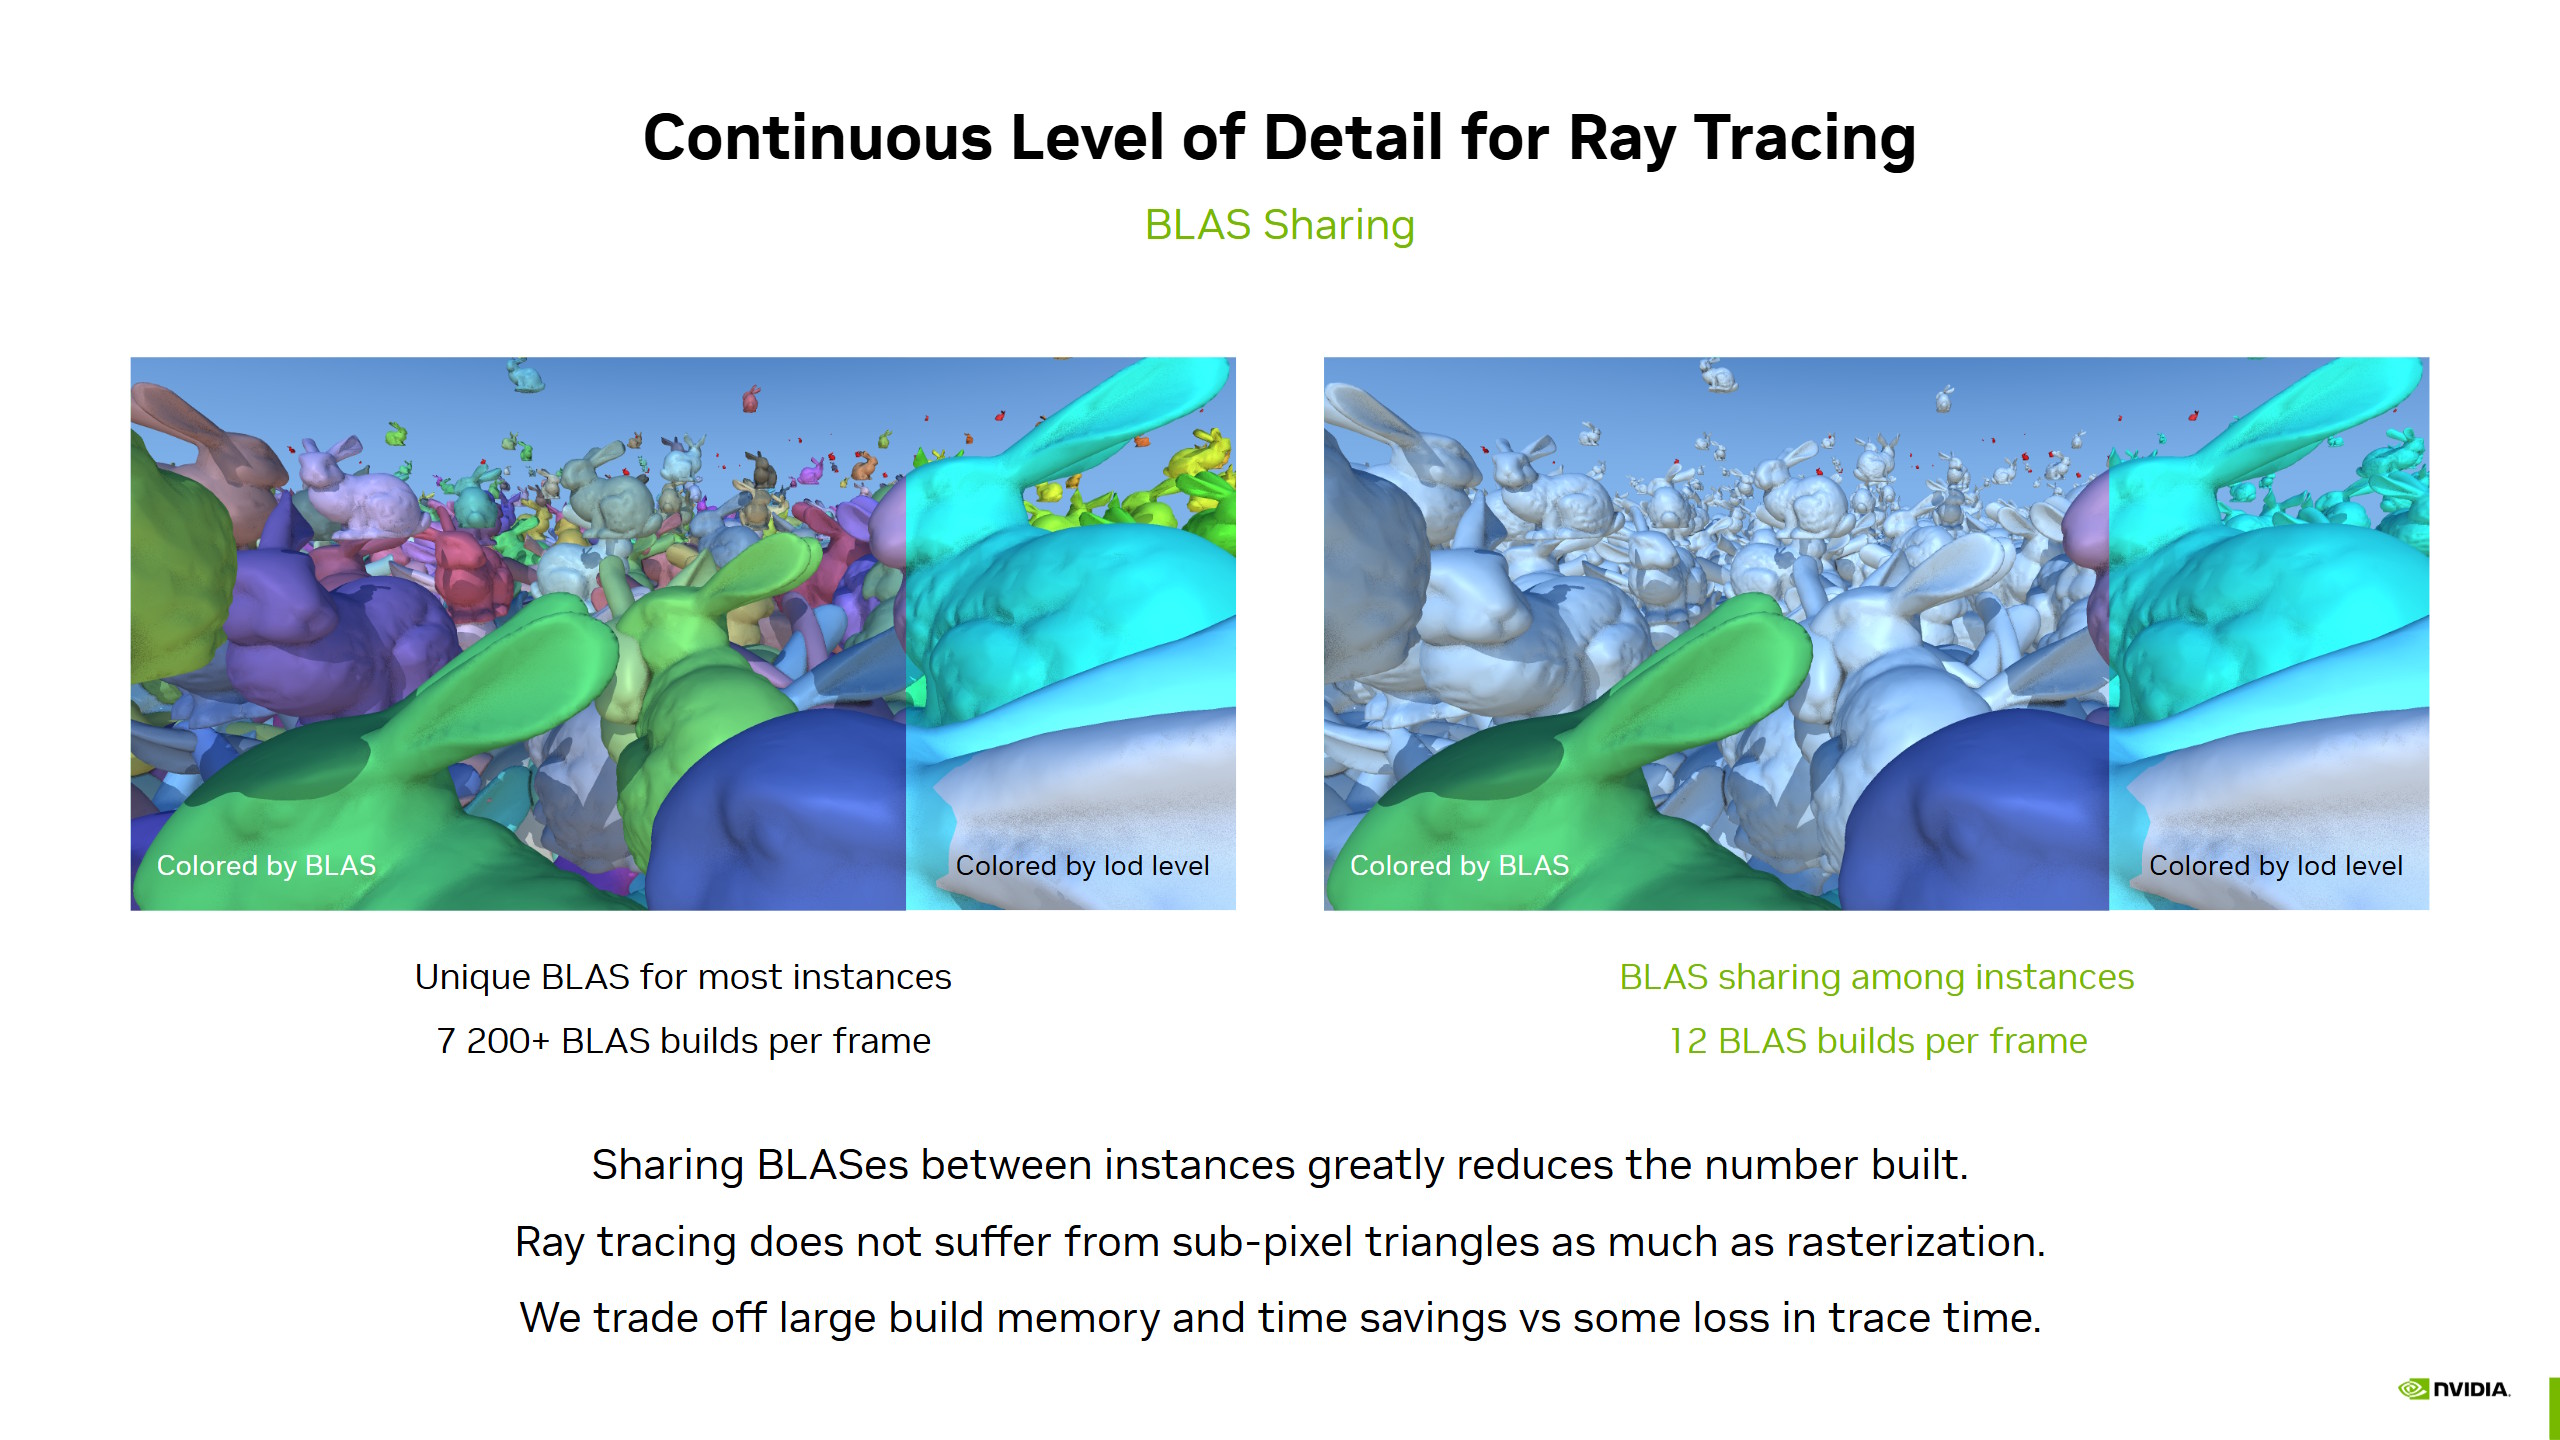 Continuous Level of Detail for Ray Tracing
BLAS Sharing
Colored by BLAS
Colored by lod level
Colored by BLAS
Colored by lod level
Unique BLAS for most instances
7 200+ BLAS builds per frame
BLAS sharing among instances
12 BLAS builds per frame
Sharing BLASes between instances greatly reduces the number built.
Ray tracing does not suffer from sub-pixel triangles as much as rasterization.
We trade off large build memory and time savings vs some loss in trace time.
NVIDIA.